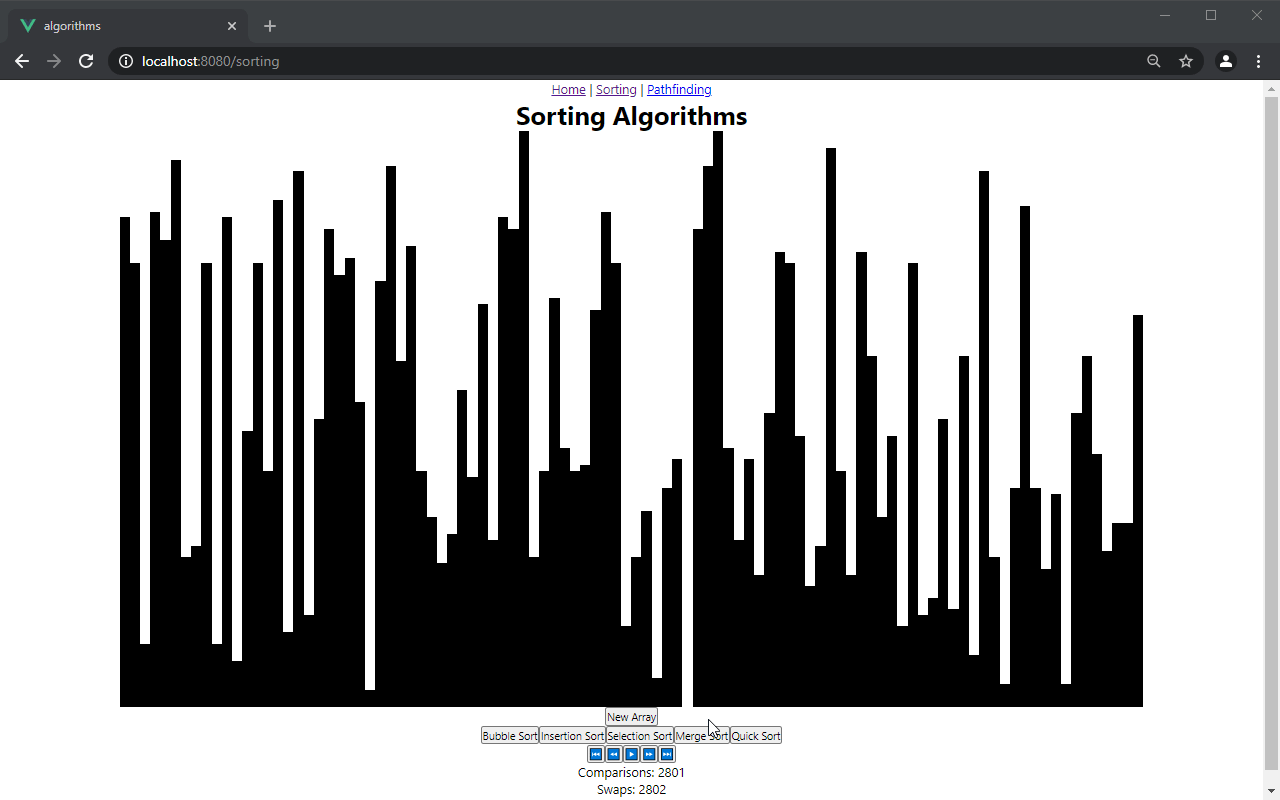 algorithms
localhost:8080/sorting
Home | Sorting | Pathfinding
Sorting Algorithms
New Array
Bubble Sort Insertion Sort Selection Sort Merge Sort Quick Sort
Comparisons: 2801
Swaps: 2802